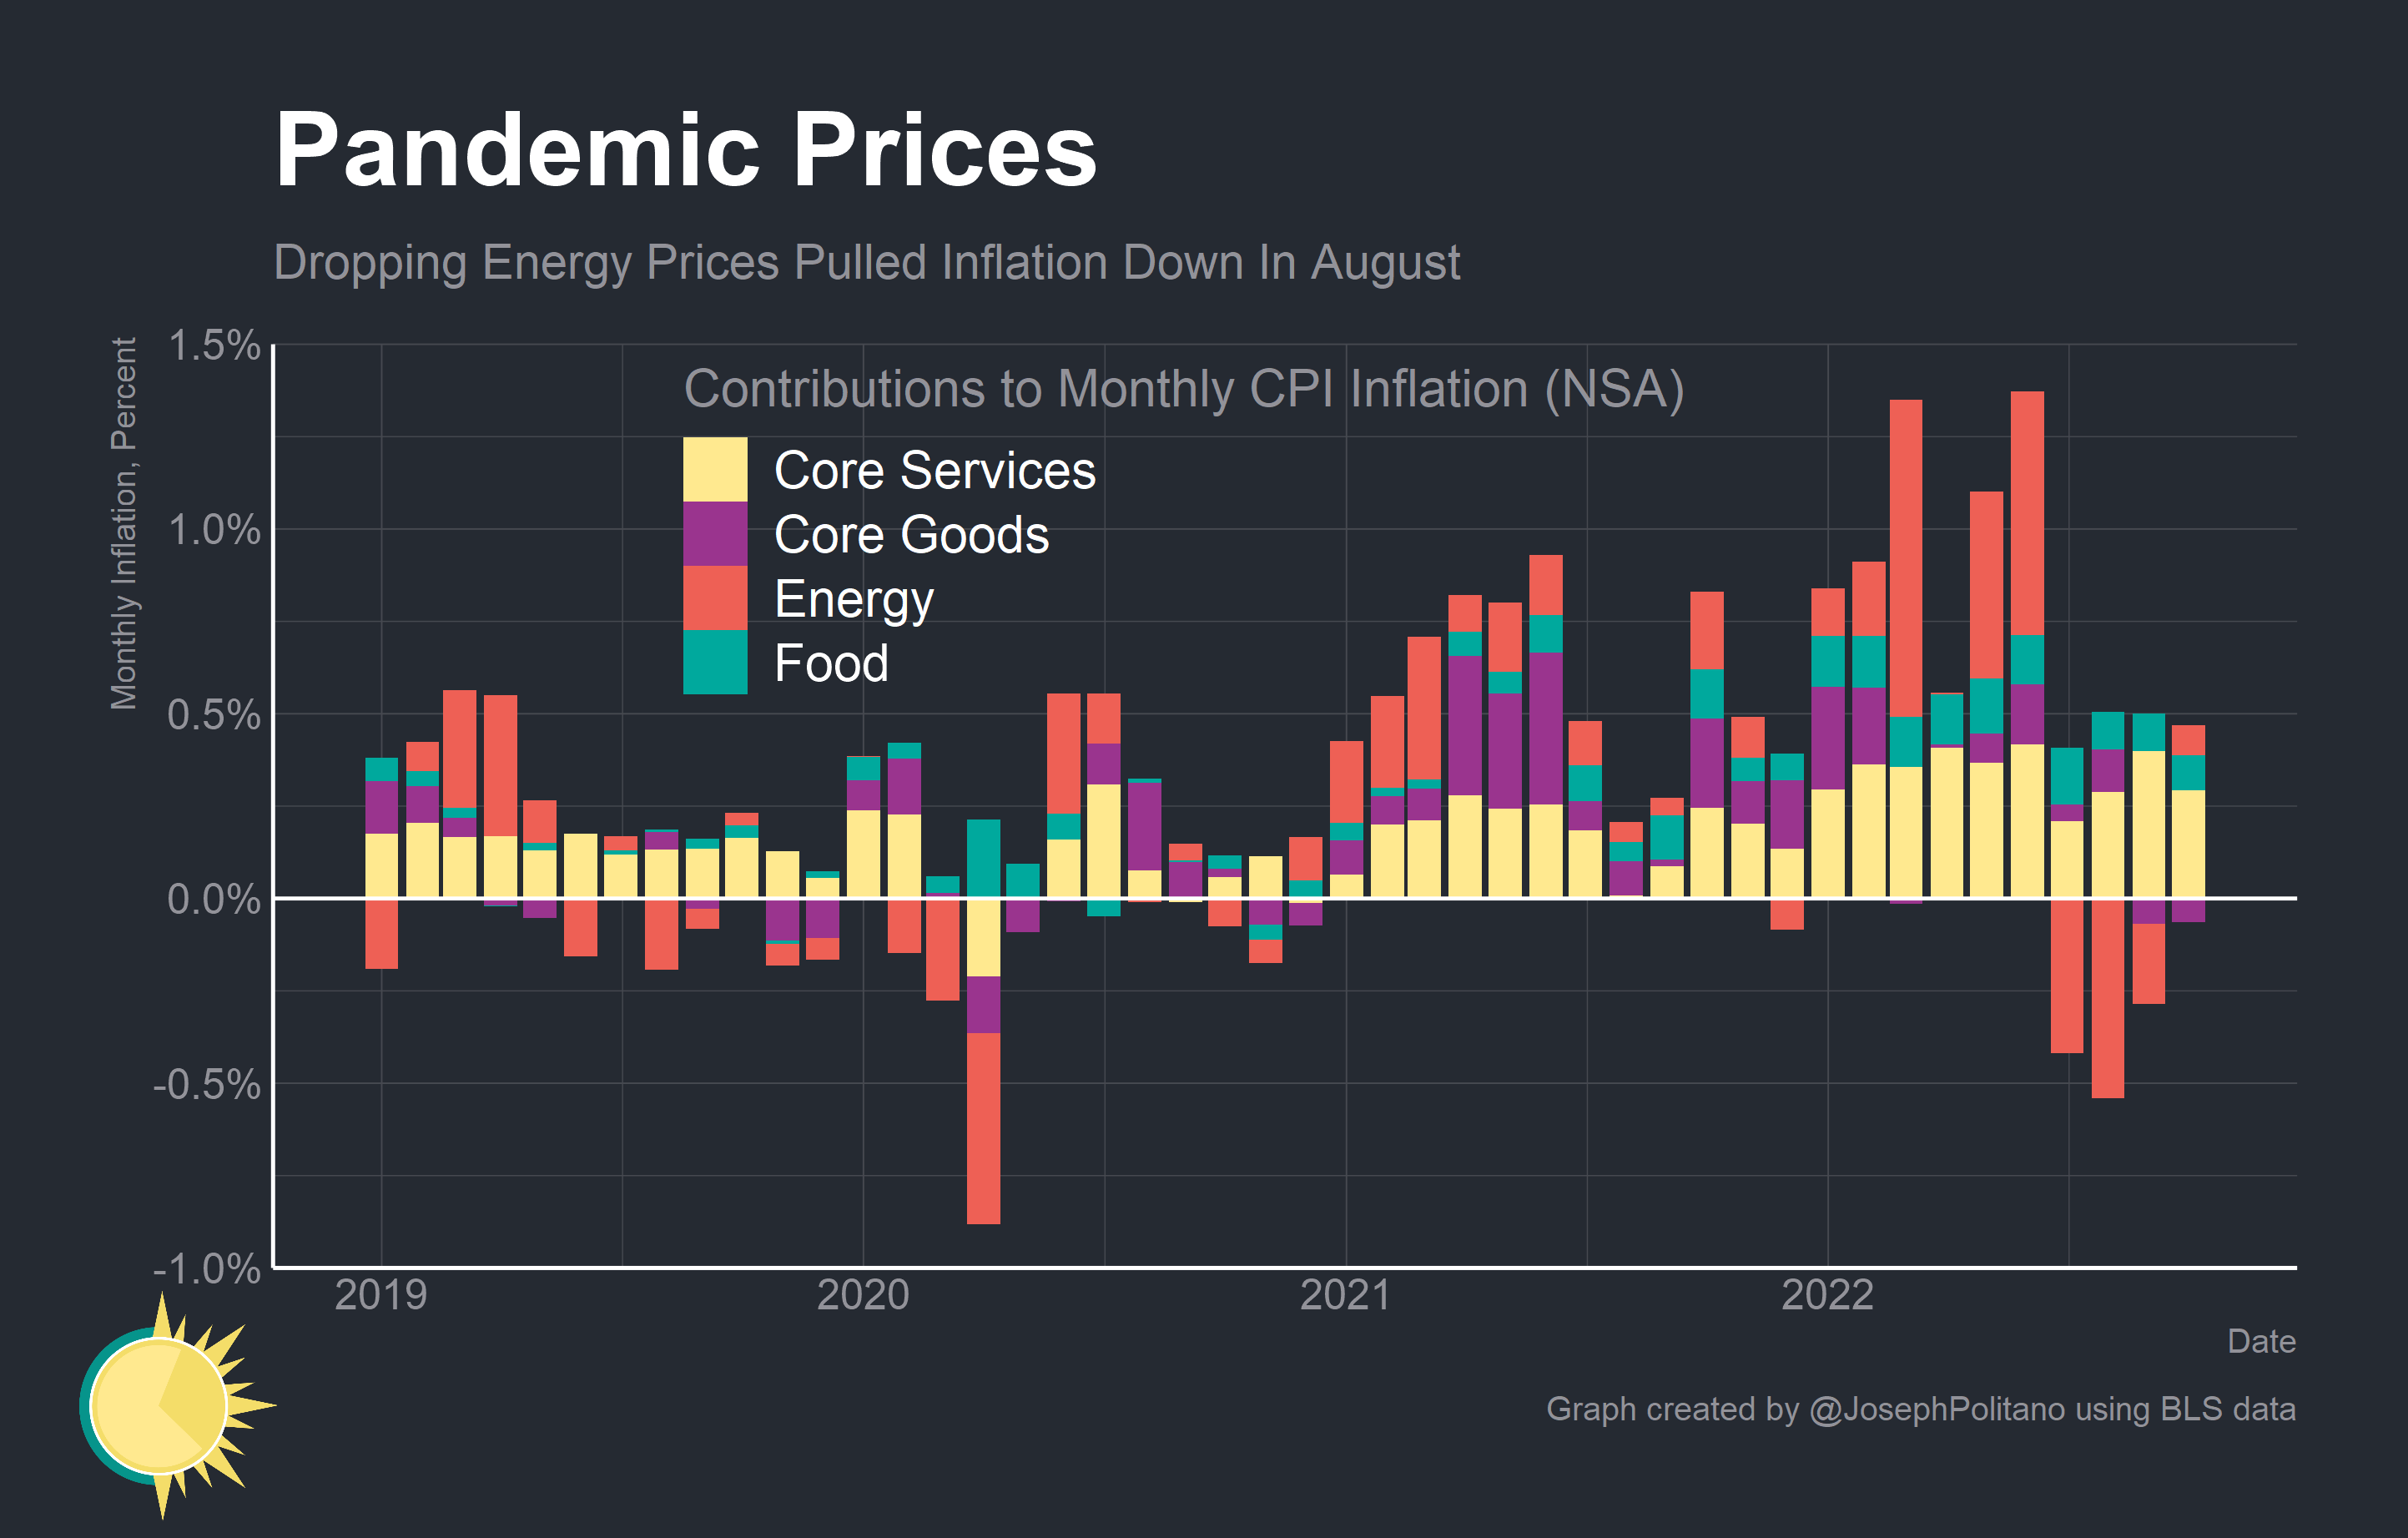 Pandemic Prices
Dropping Energy Prices Pulled Inflation Down In August
Monthly Inflation, Percent
1.5%
1.0%
0.5%
0.0%
-0.5%
-1.0%
Contributions to Monthly CPI Inflation (NSA)
Core Services
Core Goods
Energy
Food
2019 2020 2021 2022
Date
Graph created by @JosephPolitano using BLS data